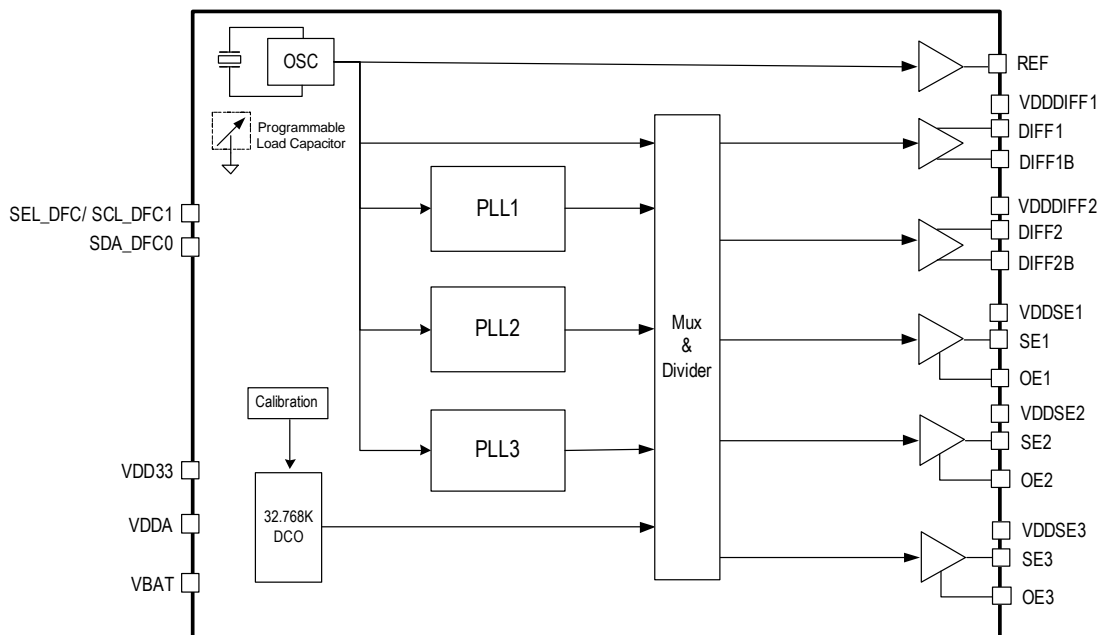 OSC
REF
VDDDIFF1
Programmable
Load Capacitor
DIFF1
DIFF1B
PLL1
SEL_DFC/ SCL_DFC1
SDA_DFC0
VDDDIFF2
DIFF2
DIFF2B
PLL2
Mux
&
Divider
VDDSE1
SE1
OE1
Calibration
VDDSE2
PLL3
SE2
VDD33
OE2
32.768K
DCO
VDDA
VDDSE3
SE3
VBAT
OE3